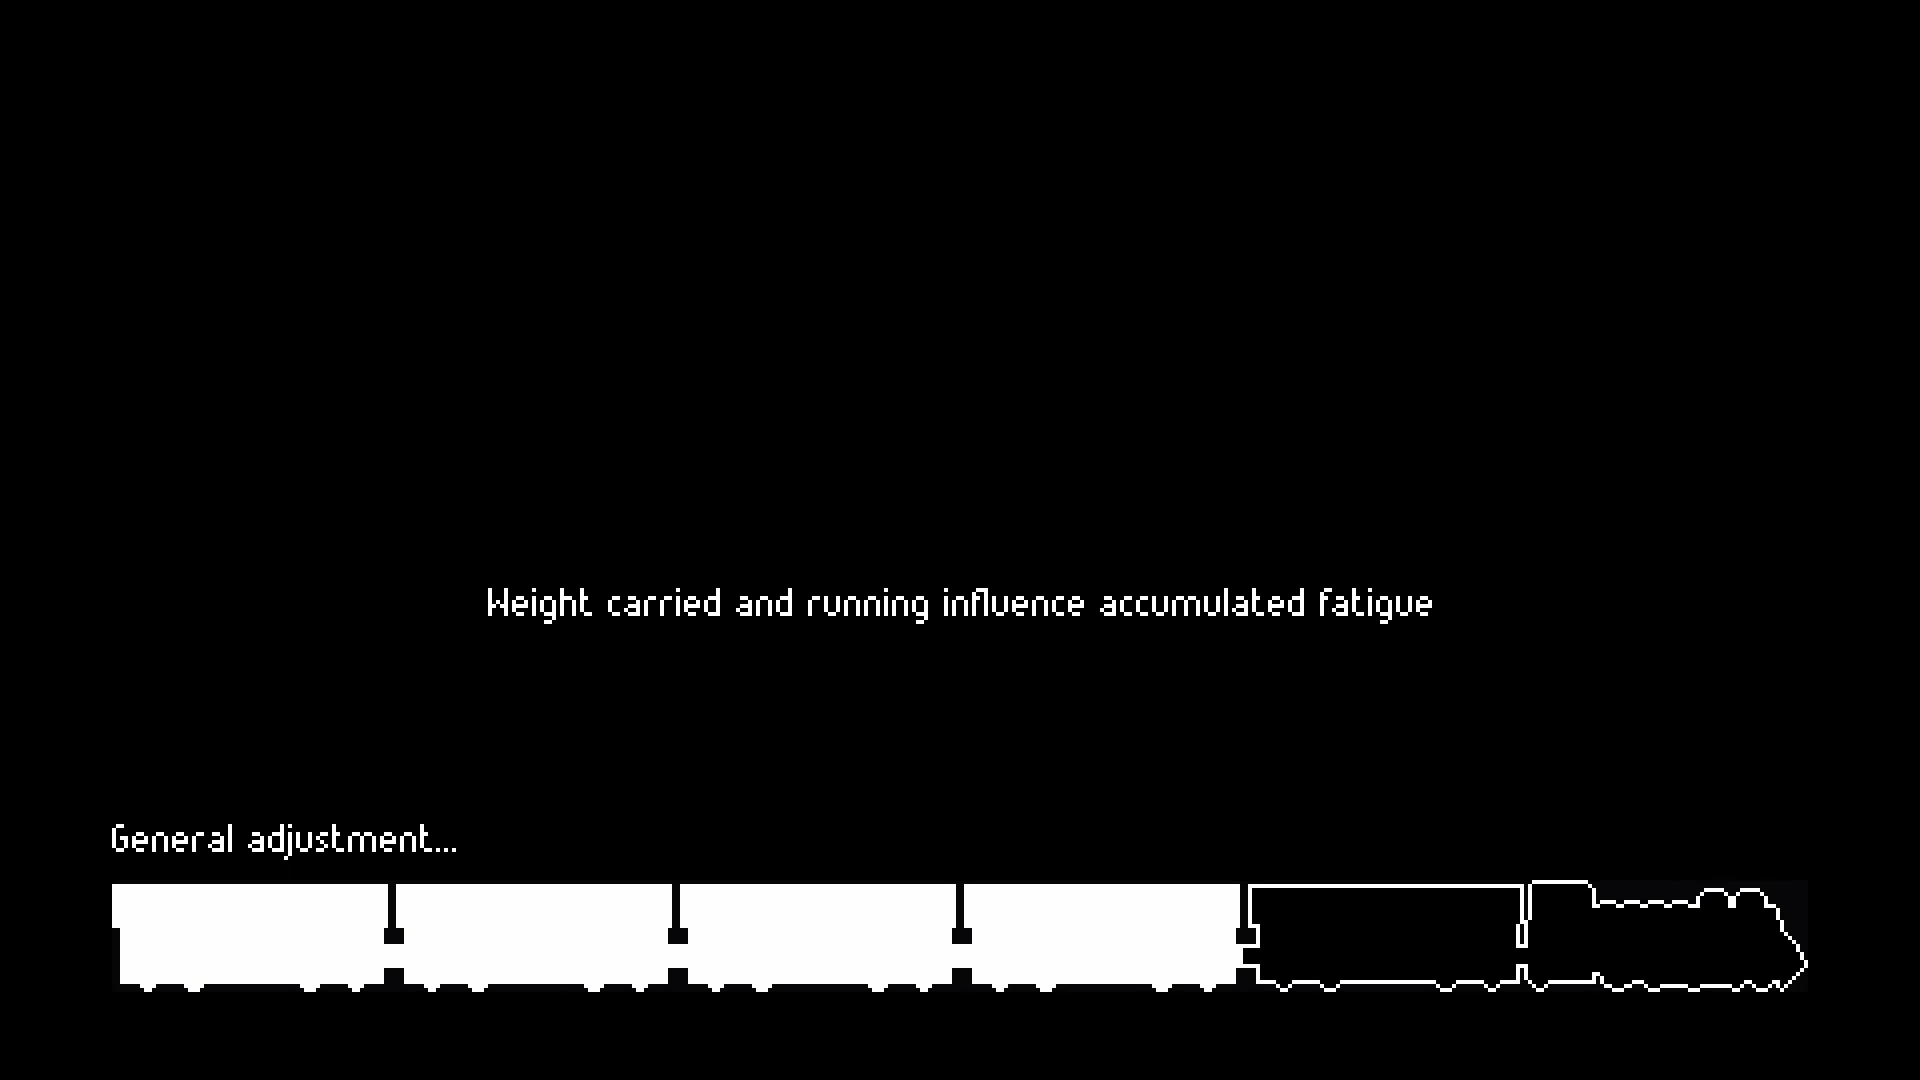 Weight carried and running influence accumulated fatigue
General adjustment...